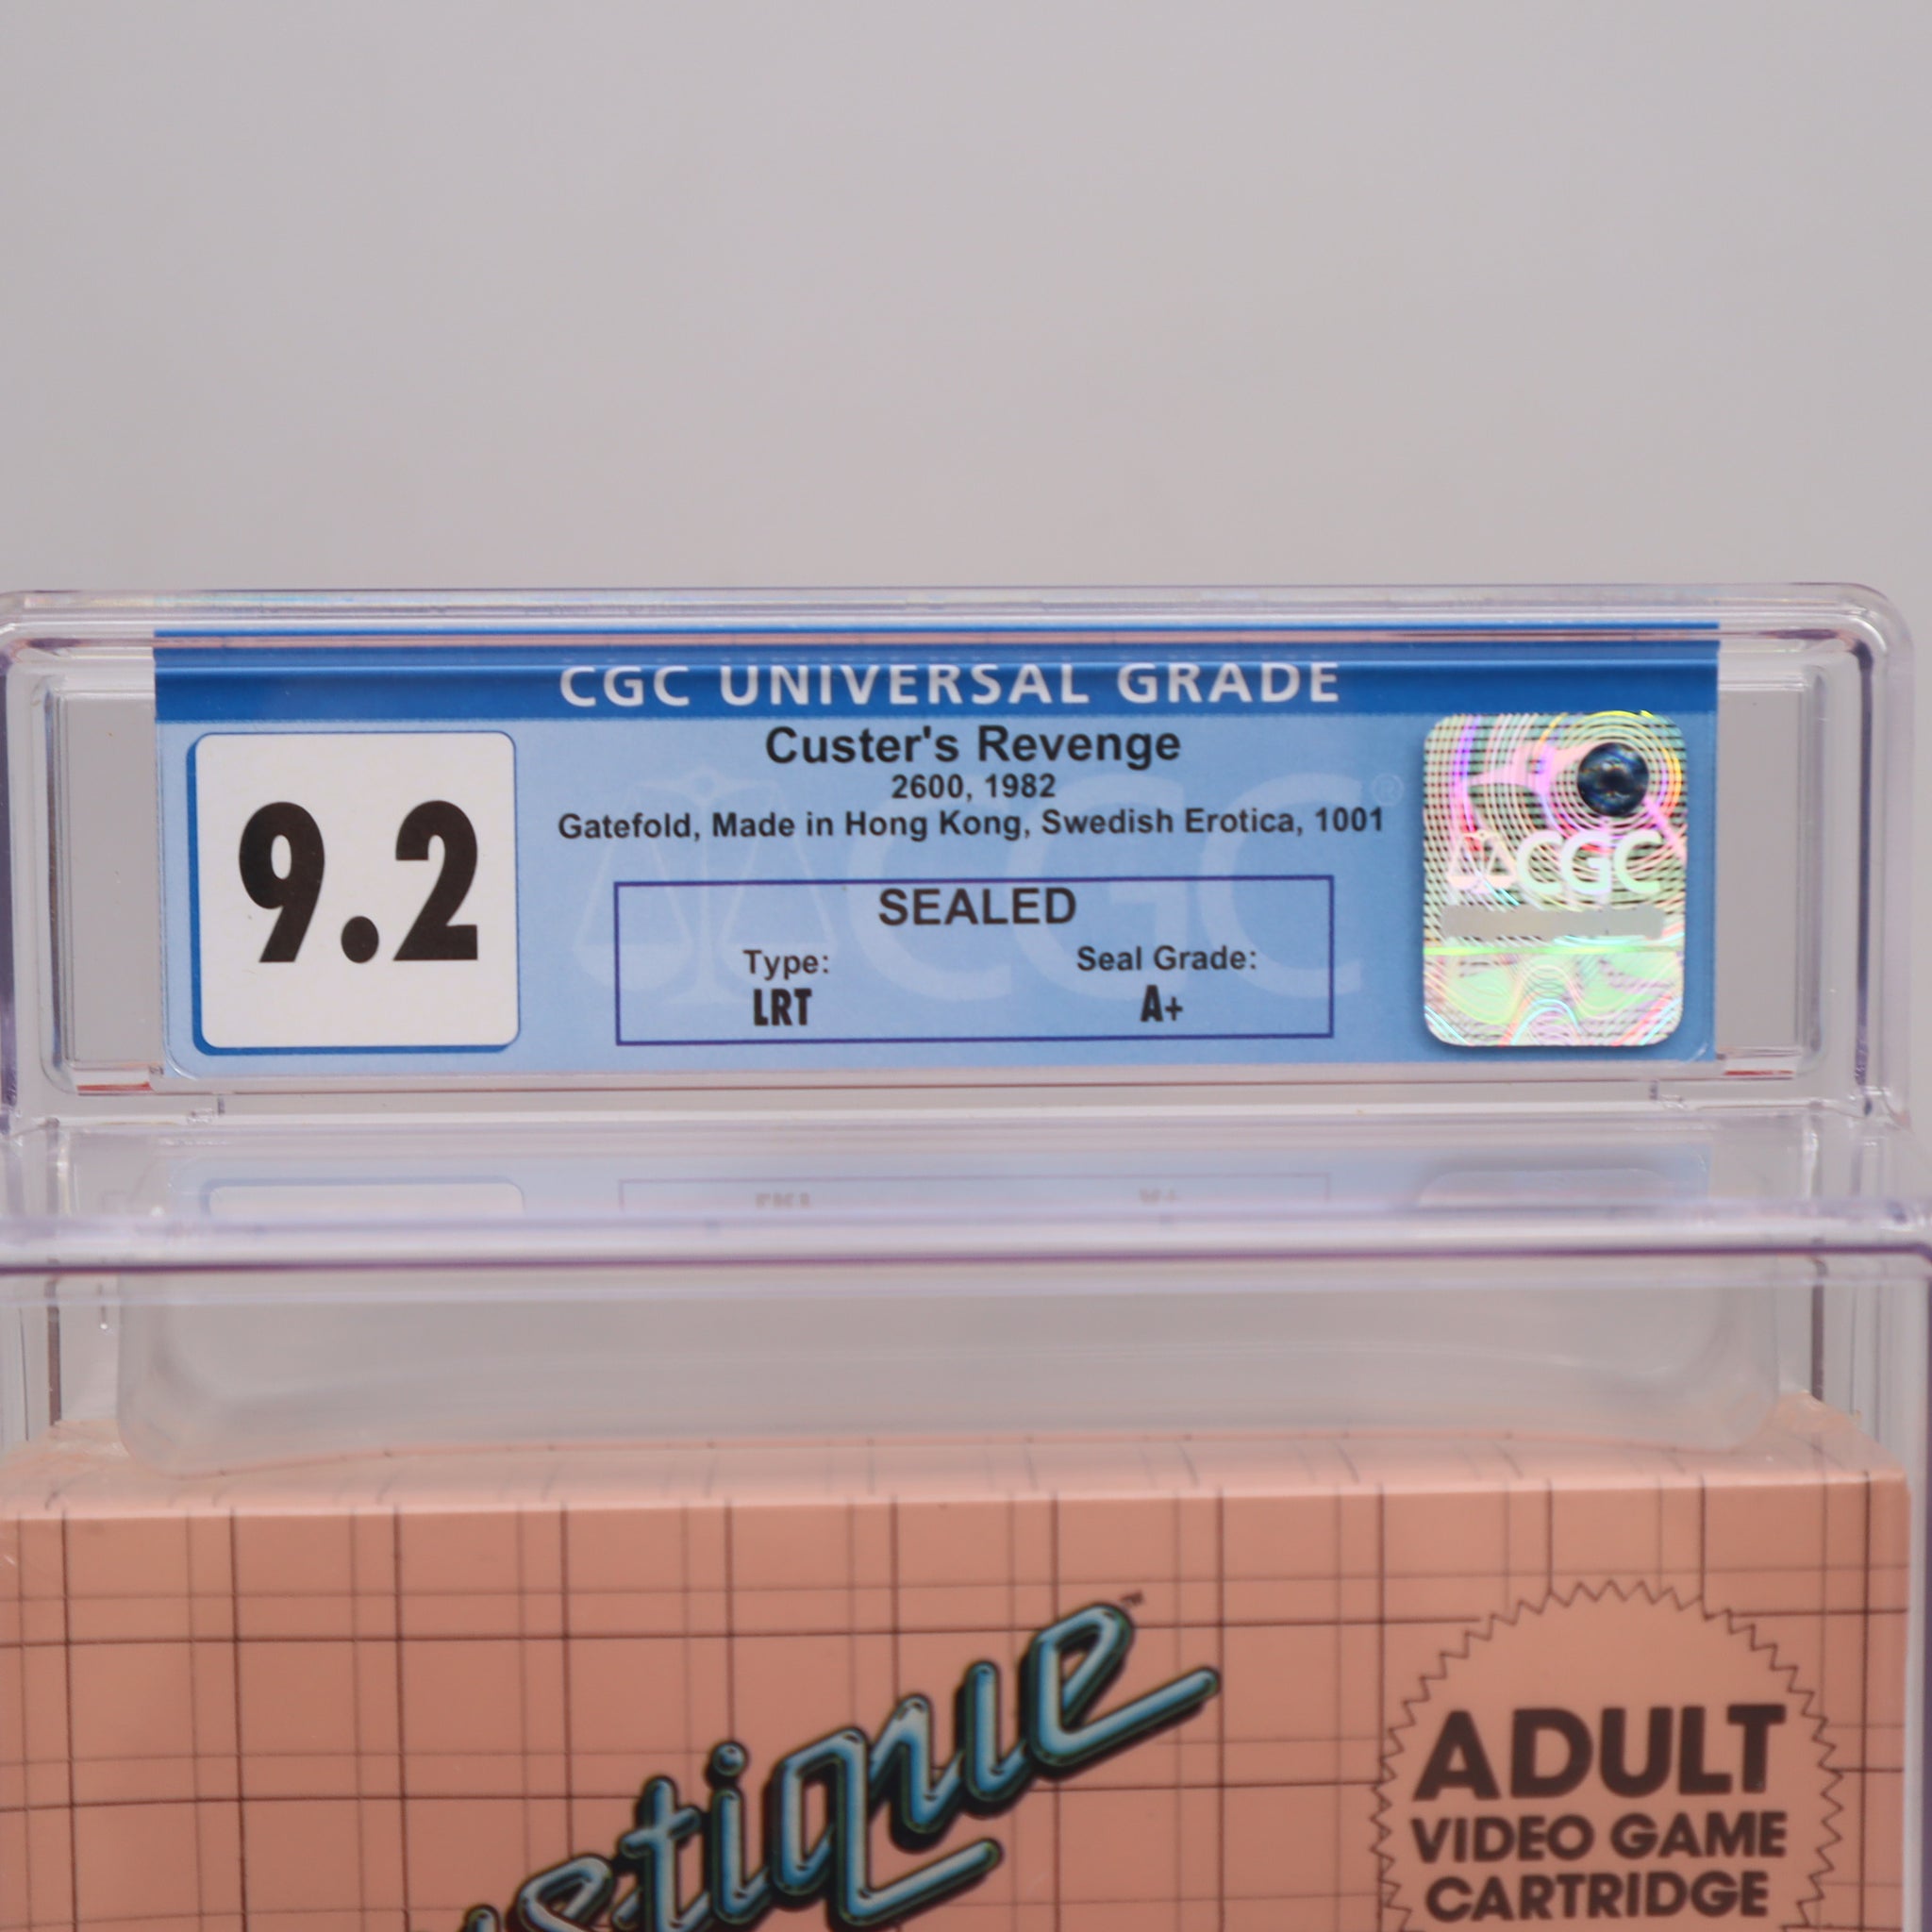 CGC UNIVERSAL GRADE
9.2
Custer's Revenge
2600, 1982
Gatefold, Made in Hong Kong, Swedish Erotica, 1001
SEALED
Type: Seal Grade:
LRT A+
CGC
ADULT
VIDEO GAME
CARTRIDGE